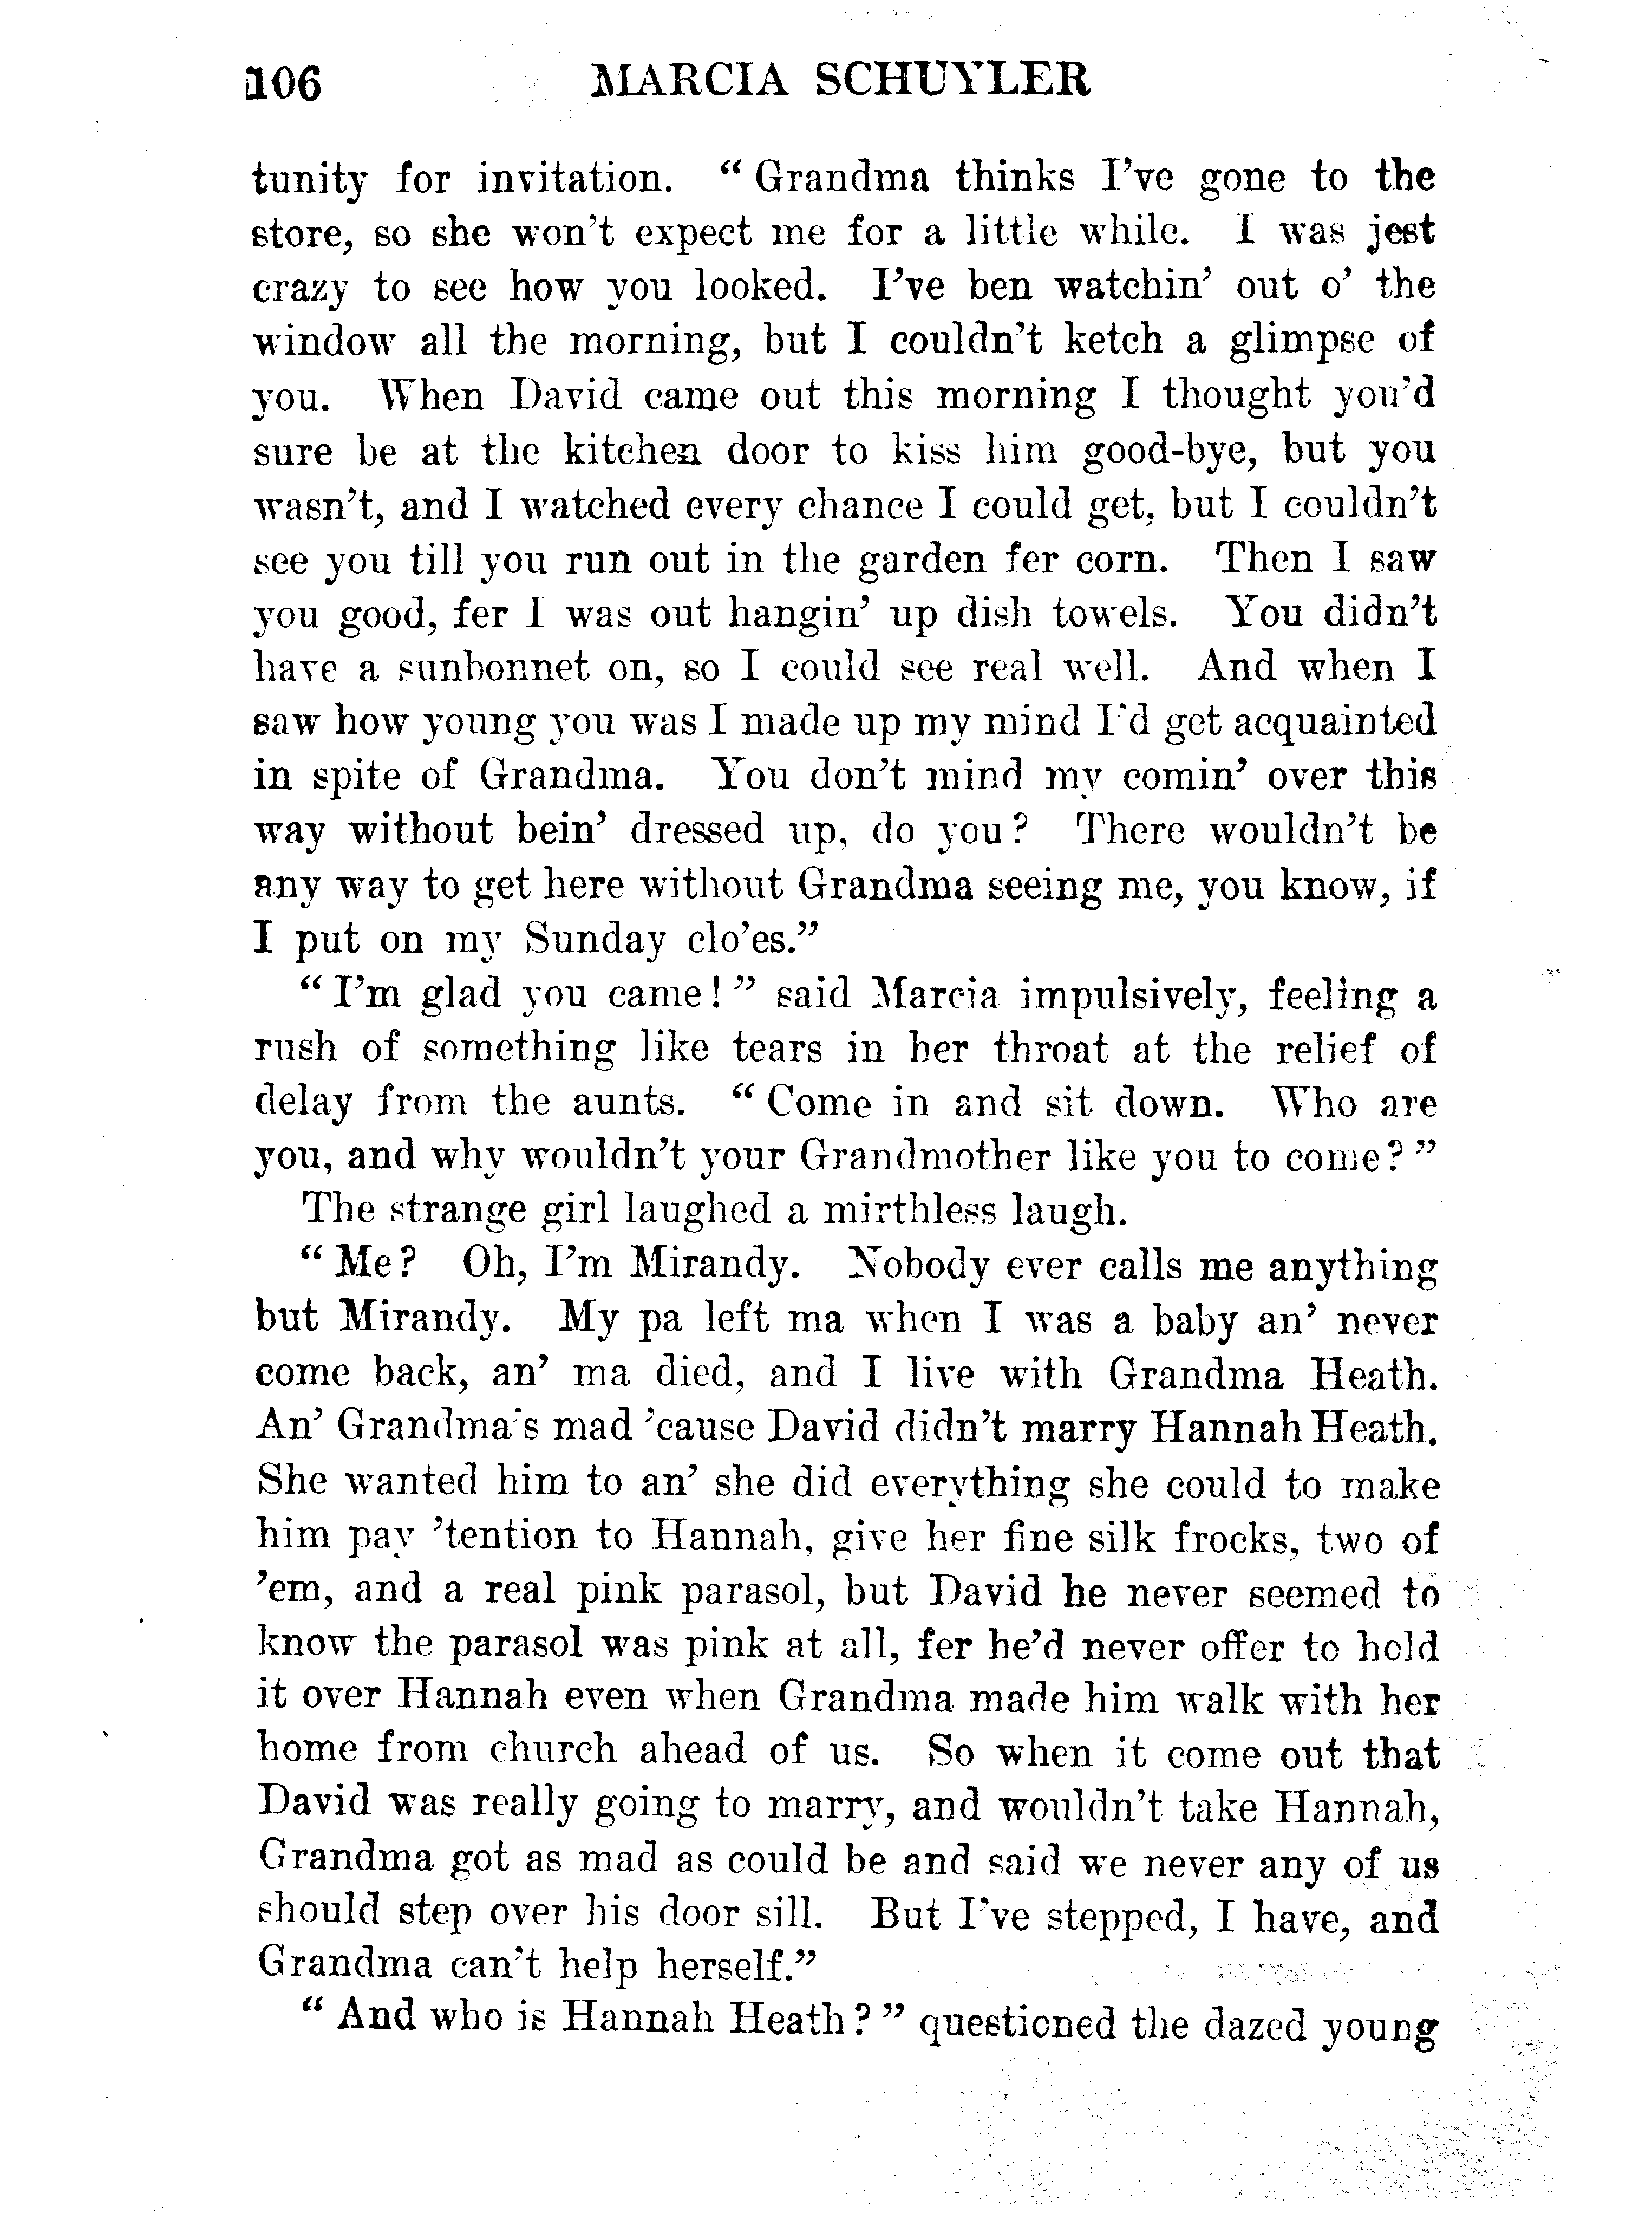 106 MARCIA SCHUYLER
tunity for invitation. “Grandma thinks I’ve gone to the
store, so she won’t expect me for a little while. I was jest
crazy to see how you looked. I’ve ben watchin’ out o’ the
window all the morning, but I couldn’t ketch a glimpse of
you. When David came out this morning I thought you’d
sure be at the kitchen door to kiss him good-bye, but you
wasn’t, and I watched every chance I could get, but I couldn’t
see you till you run out in the garden fer corn. Then I saw
you good, fer I was out hangin’ up dish towels. You didn’t
have a sunbonnet on, so I could see real well. And when I
saw how young you was I made up my mind I’d get acquainted
in spite of Grandma. You don’t mind my comin’ over this
way without bein’ dressed up, do you? There wouldn’t be
any way to get here without Grandma seeing me, you know, if
I put on my Sunday clo’es.”
“I’m glad you came!” said Marcia impulsively, feeling a
rush of something like tears in her throat at the relief of
delay from the aunts. “Come in and sit down. Who are
you, and why wouldn’t your Grandmother like you to come?”
The strange girl laughed a mirthless laugh.
“Me? Oh, I’m Mirandy. Nobody ever calls me anything
but Mirandy. My pa left ma when I was a baby an’ never
come back, an’ ma died, and I live with Grandma Heath.
An’ Grandma’s mad ’cause David didn’t marry Hannah Heath.
She wanted him to an’ she did everything she could to make
him pay ’tention to Hannah, give her fine silk frocks, two of
’em, and a real pink parasol, but David he never seemed to
know the parasol was pink at all, fer he’d never offer to hold
it over Hannah even when Grandma made him walk with her
home from church ahead of us. So when it come out that
David was really going to marry, and wouldn’t take Hannah,
Grandma got as mad as could be and said we never any of us
should step over his door sill. But I’ve stepped, I have, and
Grandma can’t help herself.”
“And who is Hannah Heath?” questioned the dazed young